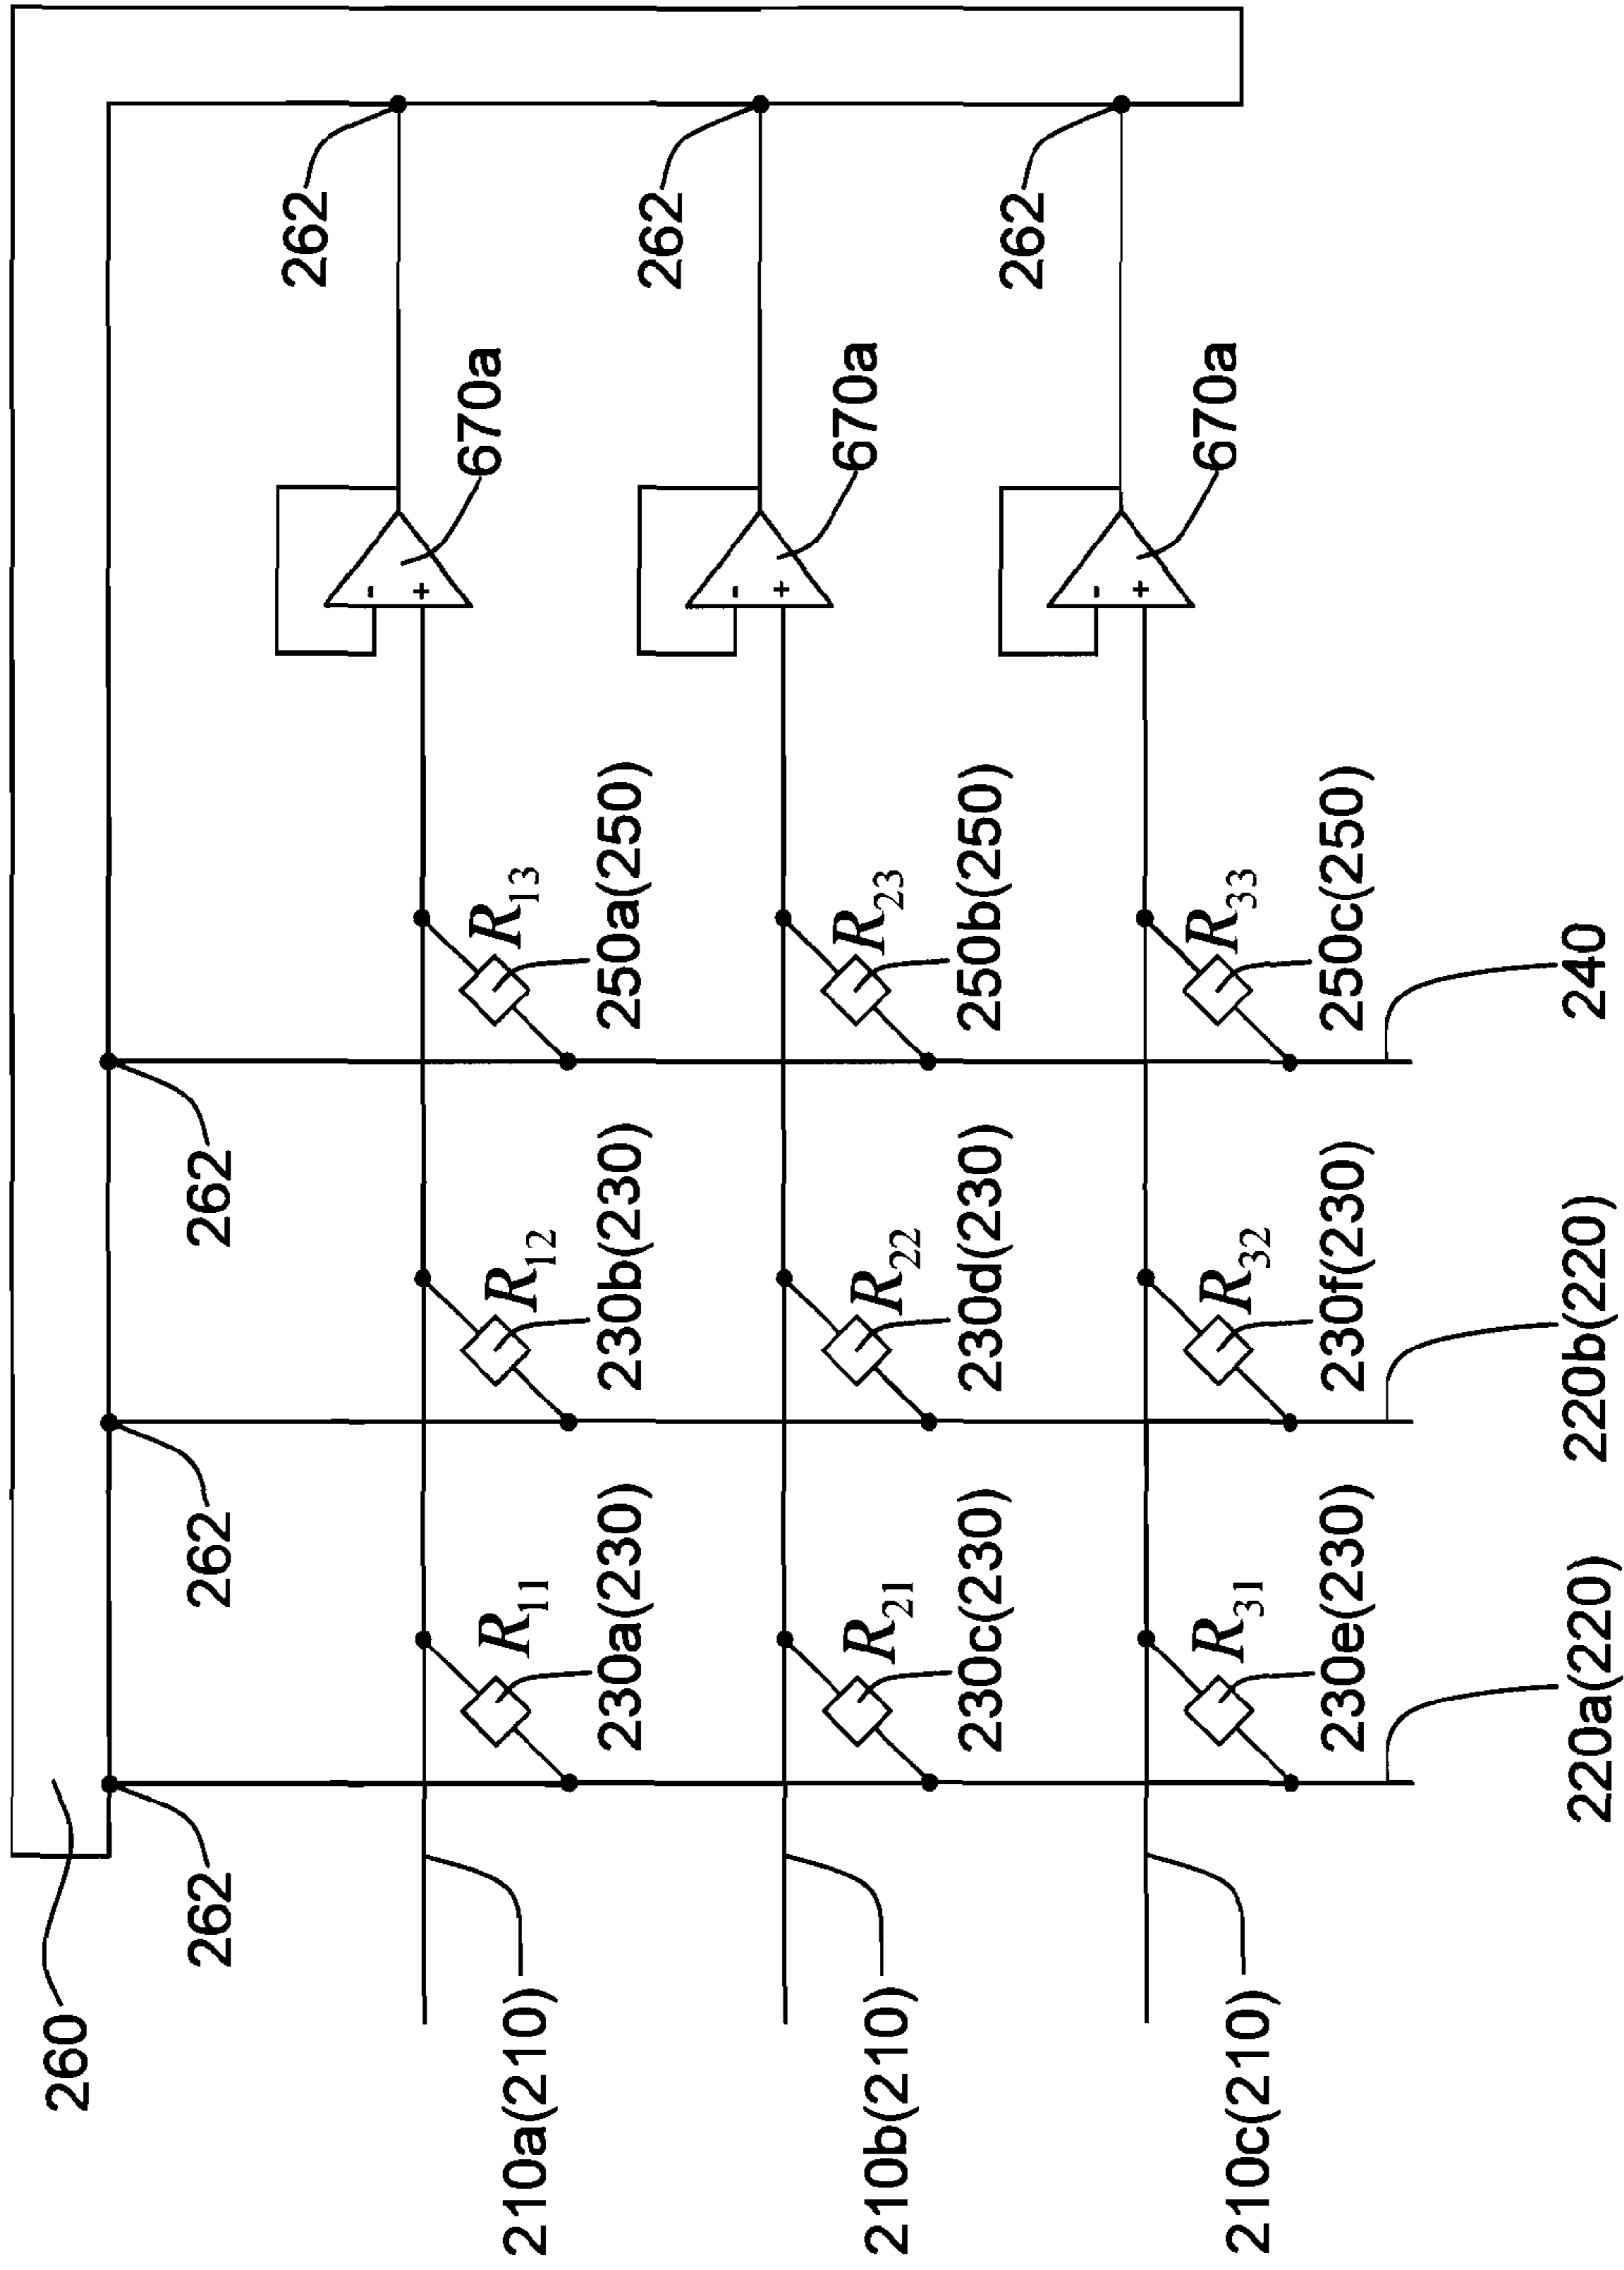 260
262
262
262
262
-
+
670a
R11
R12
R13
210a(210)
230a(230)
230b(230)
250a(250)
262
-
+
670a
R21
R22
R23
210b(210)
230c(230)
230d(230)
250b(250)
262
-
+
670a
R31
R32
R33
210c(210)
230e(230)
230f(230)
250c(250)
220a(220)
220b(220)
240